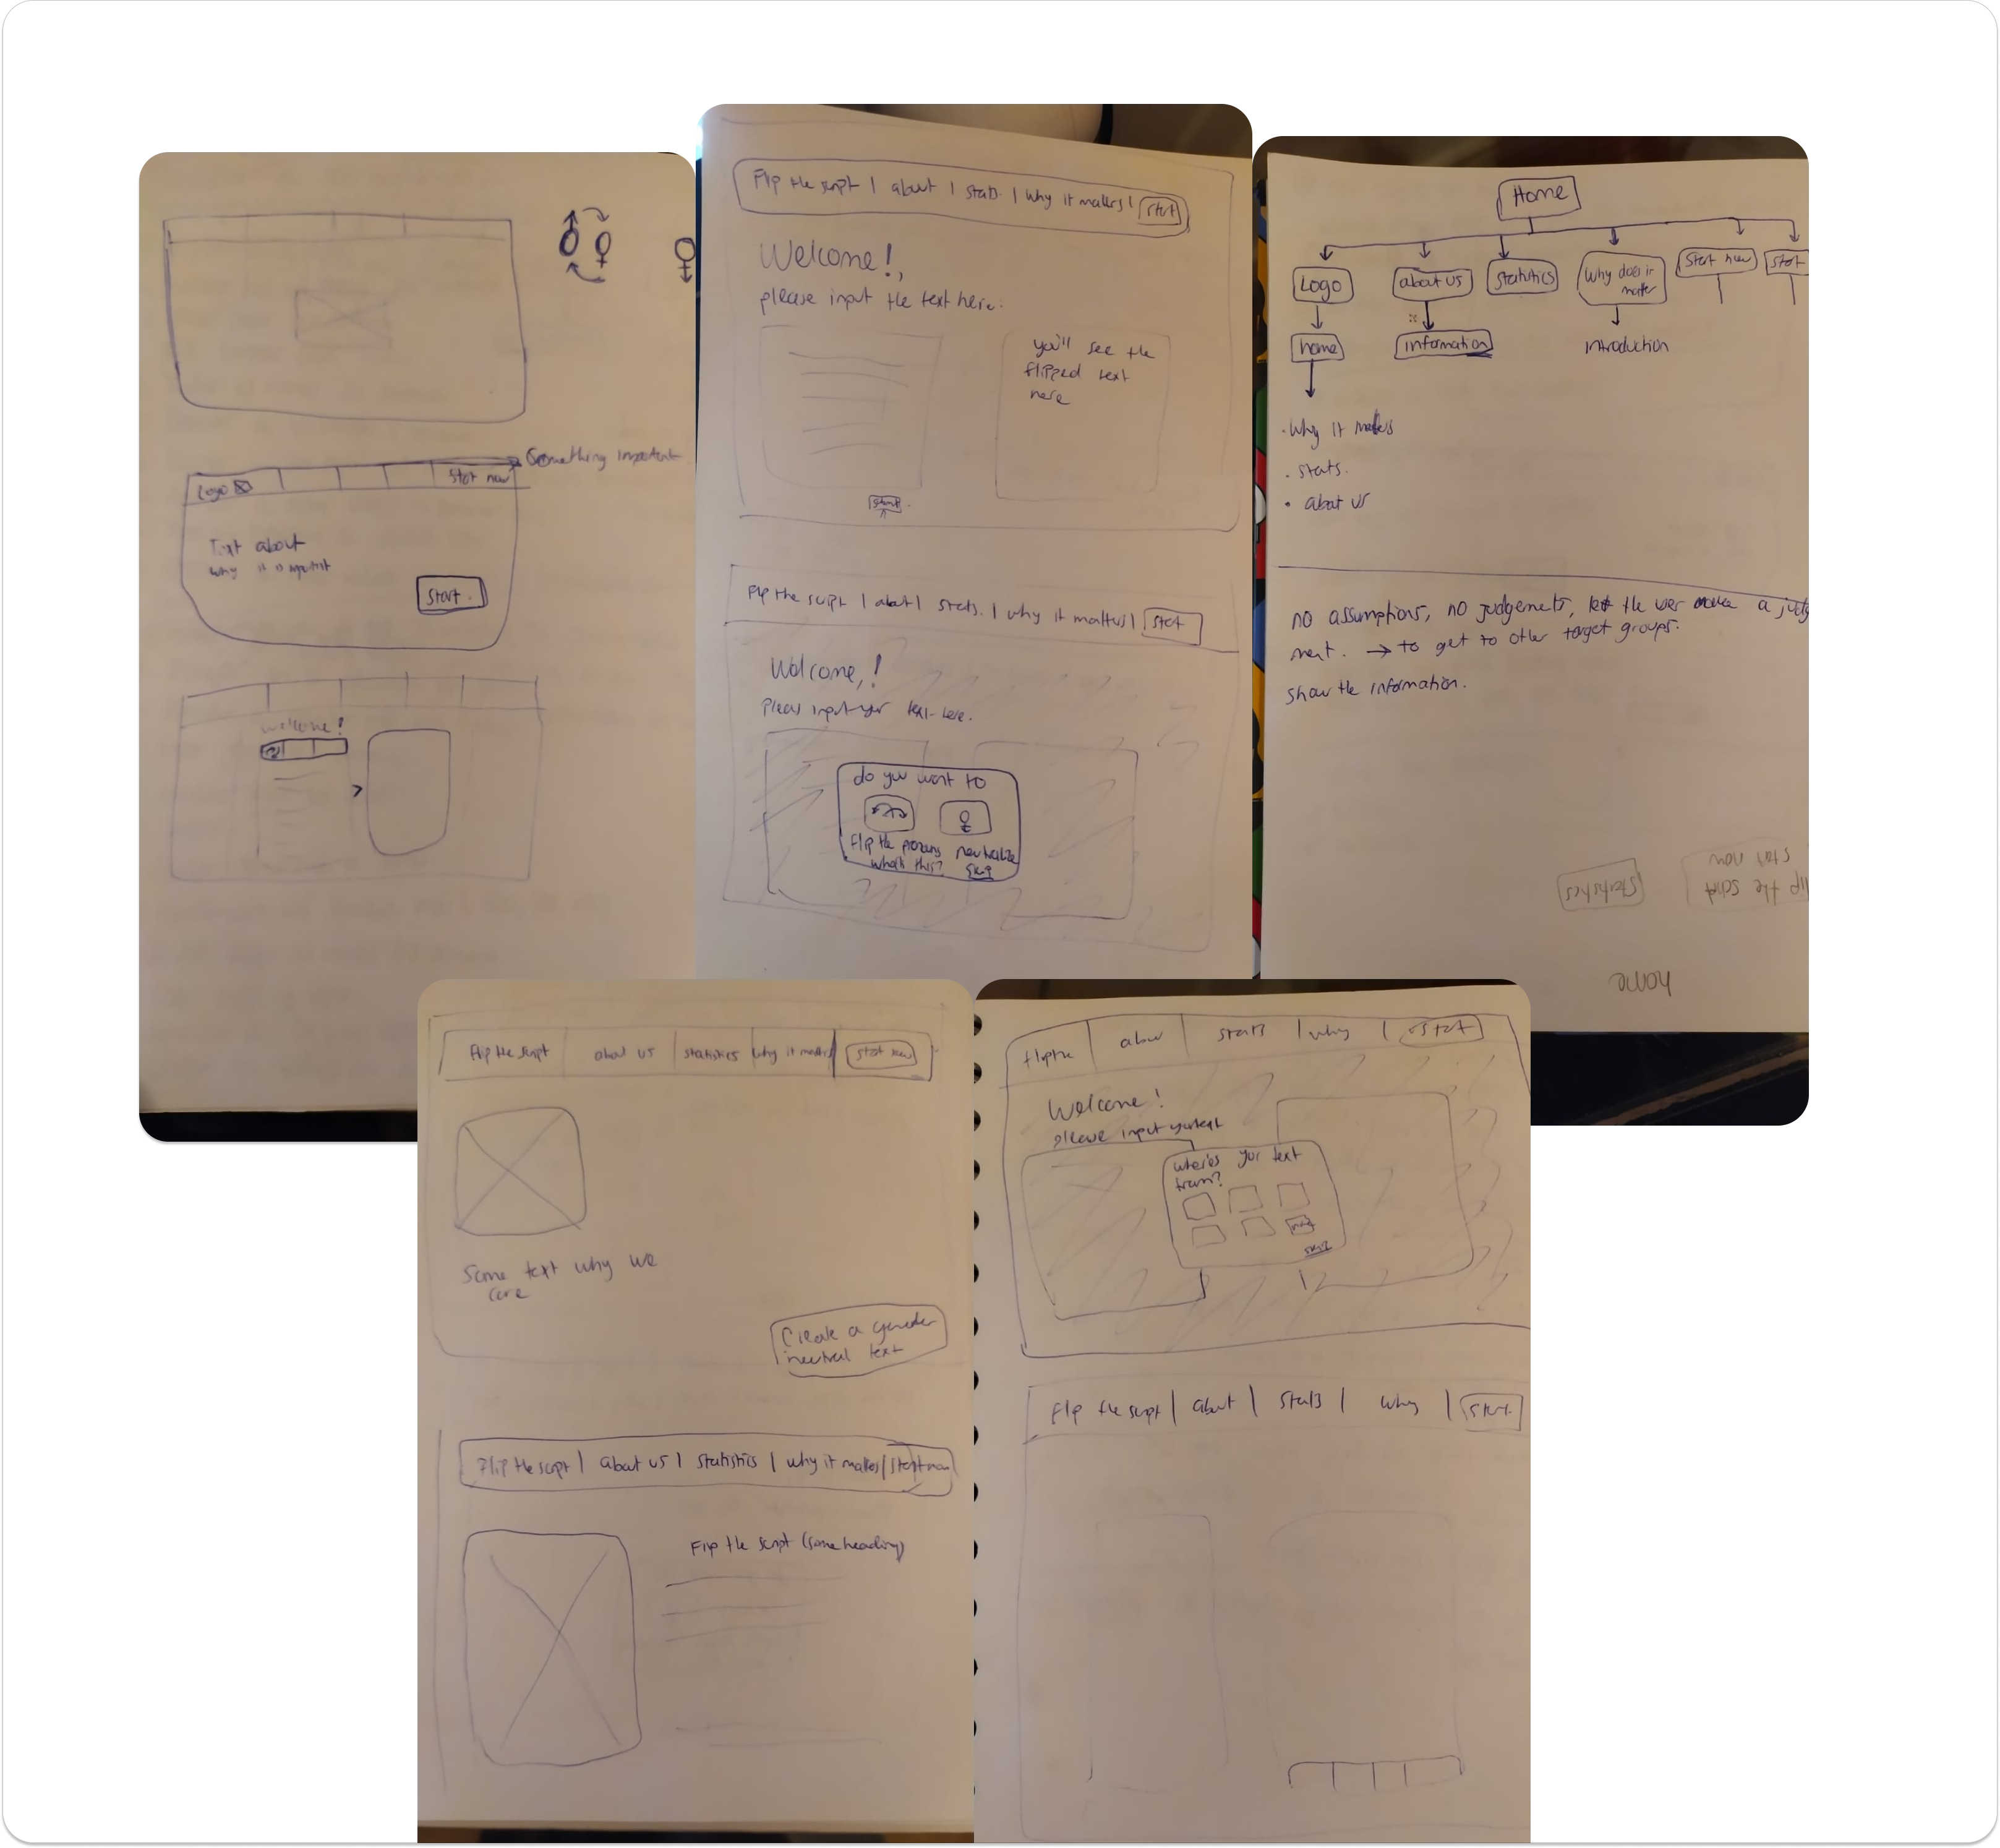 Something important
Logo
Start now
Text about
why it is important
Start
welcome!
Flip the script | about | stats. | why it matters | start
Welcome!,
please input the text here.
you'll see the
flipped text
here
start
Flip the script | about | stats. | why it matters | start
Welcome,!
input your text here.
do you want to
Flip the
neutralize
what's this?
skip
Home
Logo
about us
statistics
Why does it
matter
Start now
start
home
information
introduction
• Why it matters
• stats.
• about us
no assumptions, no judgements, let the user make a judg
ment. → to get to other target groups.
show the information.
start now
flip the script
statistics
home
Flip the script
about us
statistics
why it matters
start now
Some text why we
care
Create a gender
neutral text
Flip the script | about us | statistics | why it matters | start now
Flip the script (some heading)
about
stats
| why
| start
Welcome!
please input your text
where's your text
from?
skip
Flip the script | about | stats | why | start